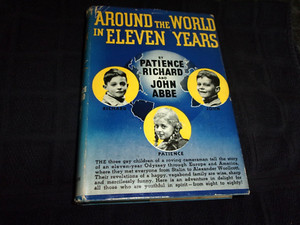 AROUND THE WORLD
IN ELEVEN YEARS
BY
PATIENCE
RICHARD
AND
JOHN
ABBE
RICHARD
PATIENCE
THE three gay children of a roving cameraman tell the story
of an eleven-year Odyssey through Europe and America,
where they met everyone from Stalin to Alexander Woollcott.
Their revelations of a happy, vagabond family are wise, sharp
and mercilessly funny. Here is an adventure in delight for
all those who are youthful in spirit—from eight to eighty!